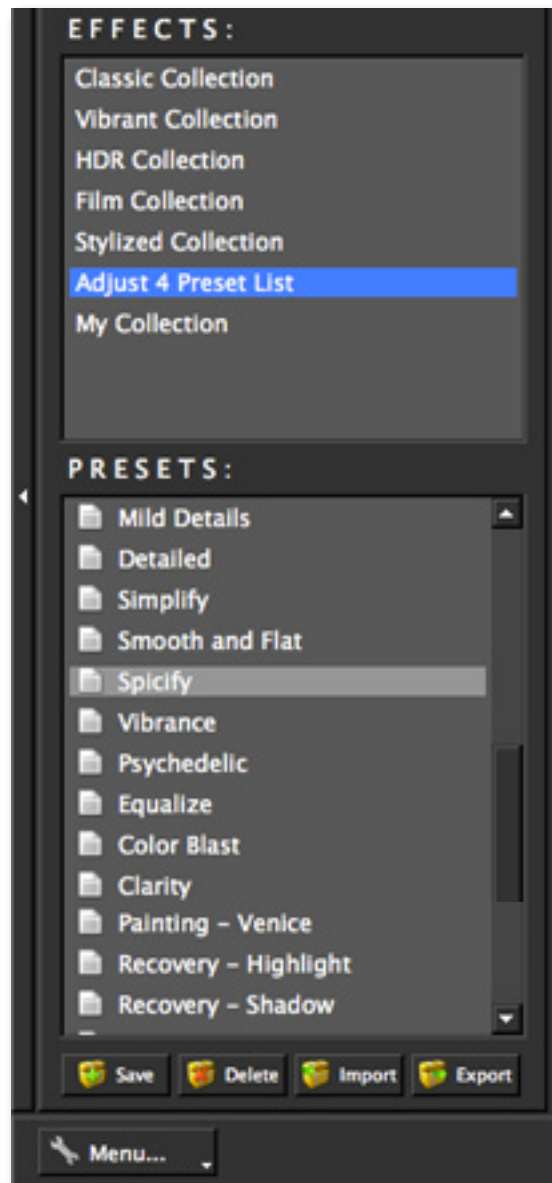 EFFECTS:
Classic Collection
Vibrant Collection
HDR Collection
Film Collection
Stylized Collection
Adjust 4 Preset List
My Collection
PRESETS:
Mild Details
Detailed
Simplify
Smooth and Flat
Spicify
Vibrance
Psychedelic
Equalize
Color Blast
Clarity
Painting – Venice
Recovery – Highlight
Recovery – Shadow
Save Delete Import Export
Menu...